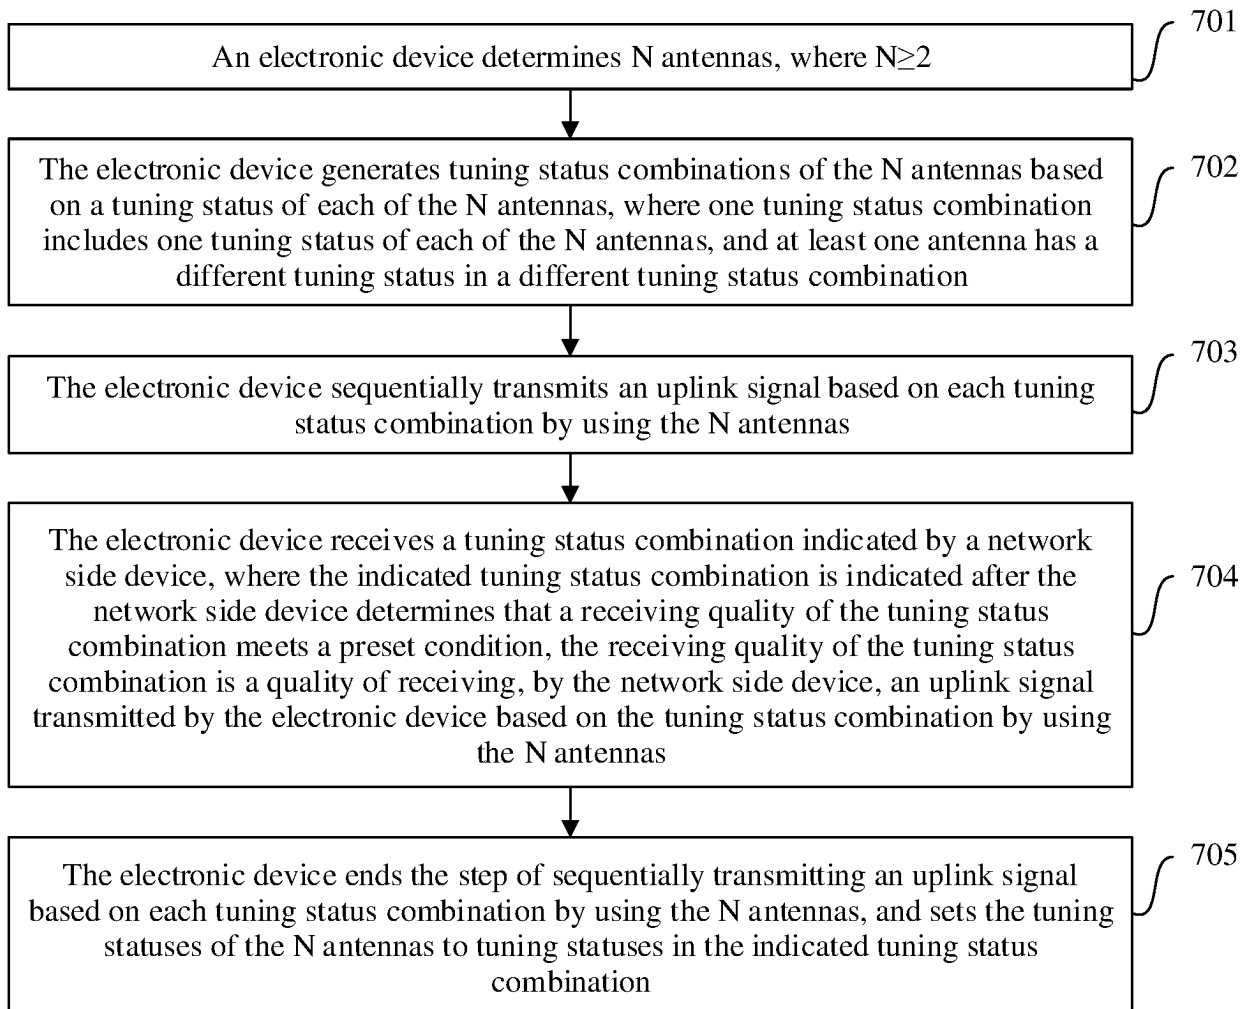 701
An electronic device determines N antennas, where N≥2
702
The electronic device generates tuning status combinations of the N antennas based
on a tuning status of each of the N antennas, where one tuning status combination
includes one tuning status of each of the N antennas, and at least one antenna has a
different tuning status in a different tuning status combination
703
The electronic device sequentially transmits an uplink signal based on each tuning
status combination by using the N antennas
704
The electronic device receives a tuning status combination indicated by a network
side device, where the indicated tuning status combination is indicated after the
network side device determines that a receiving quality of the tuning status
combination meets a preset condition, the receiving quality of the tuning status
combination is a quality of receiving, by the network side device, an uplink signal
transmitted by the electronic device based on the tuning status combination by using
the N antennas
705
The electronic device ends the step of sequentially transmitting an uplink signal
based on each tuning status combination by using the N antennas, and sets the tuning
statuses of the N antennas to tuning statuses in the indicated tuning status
combination